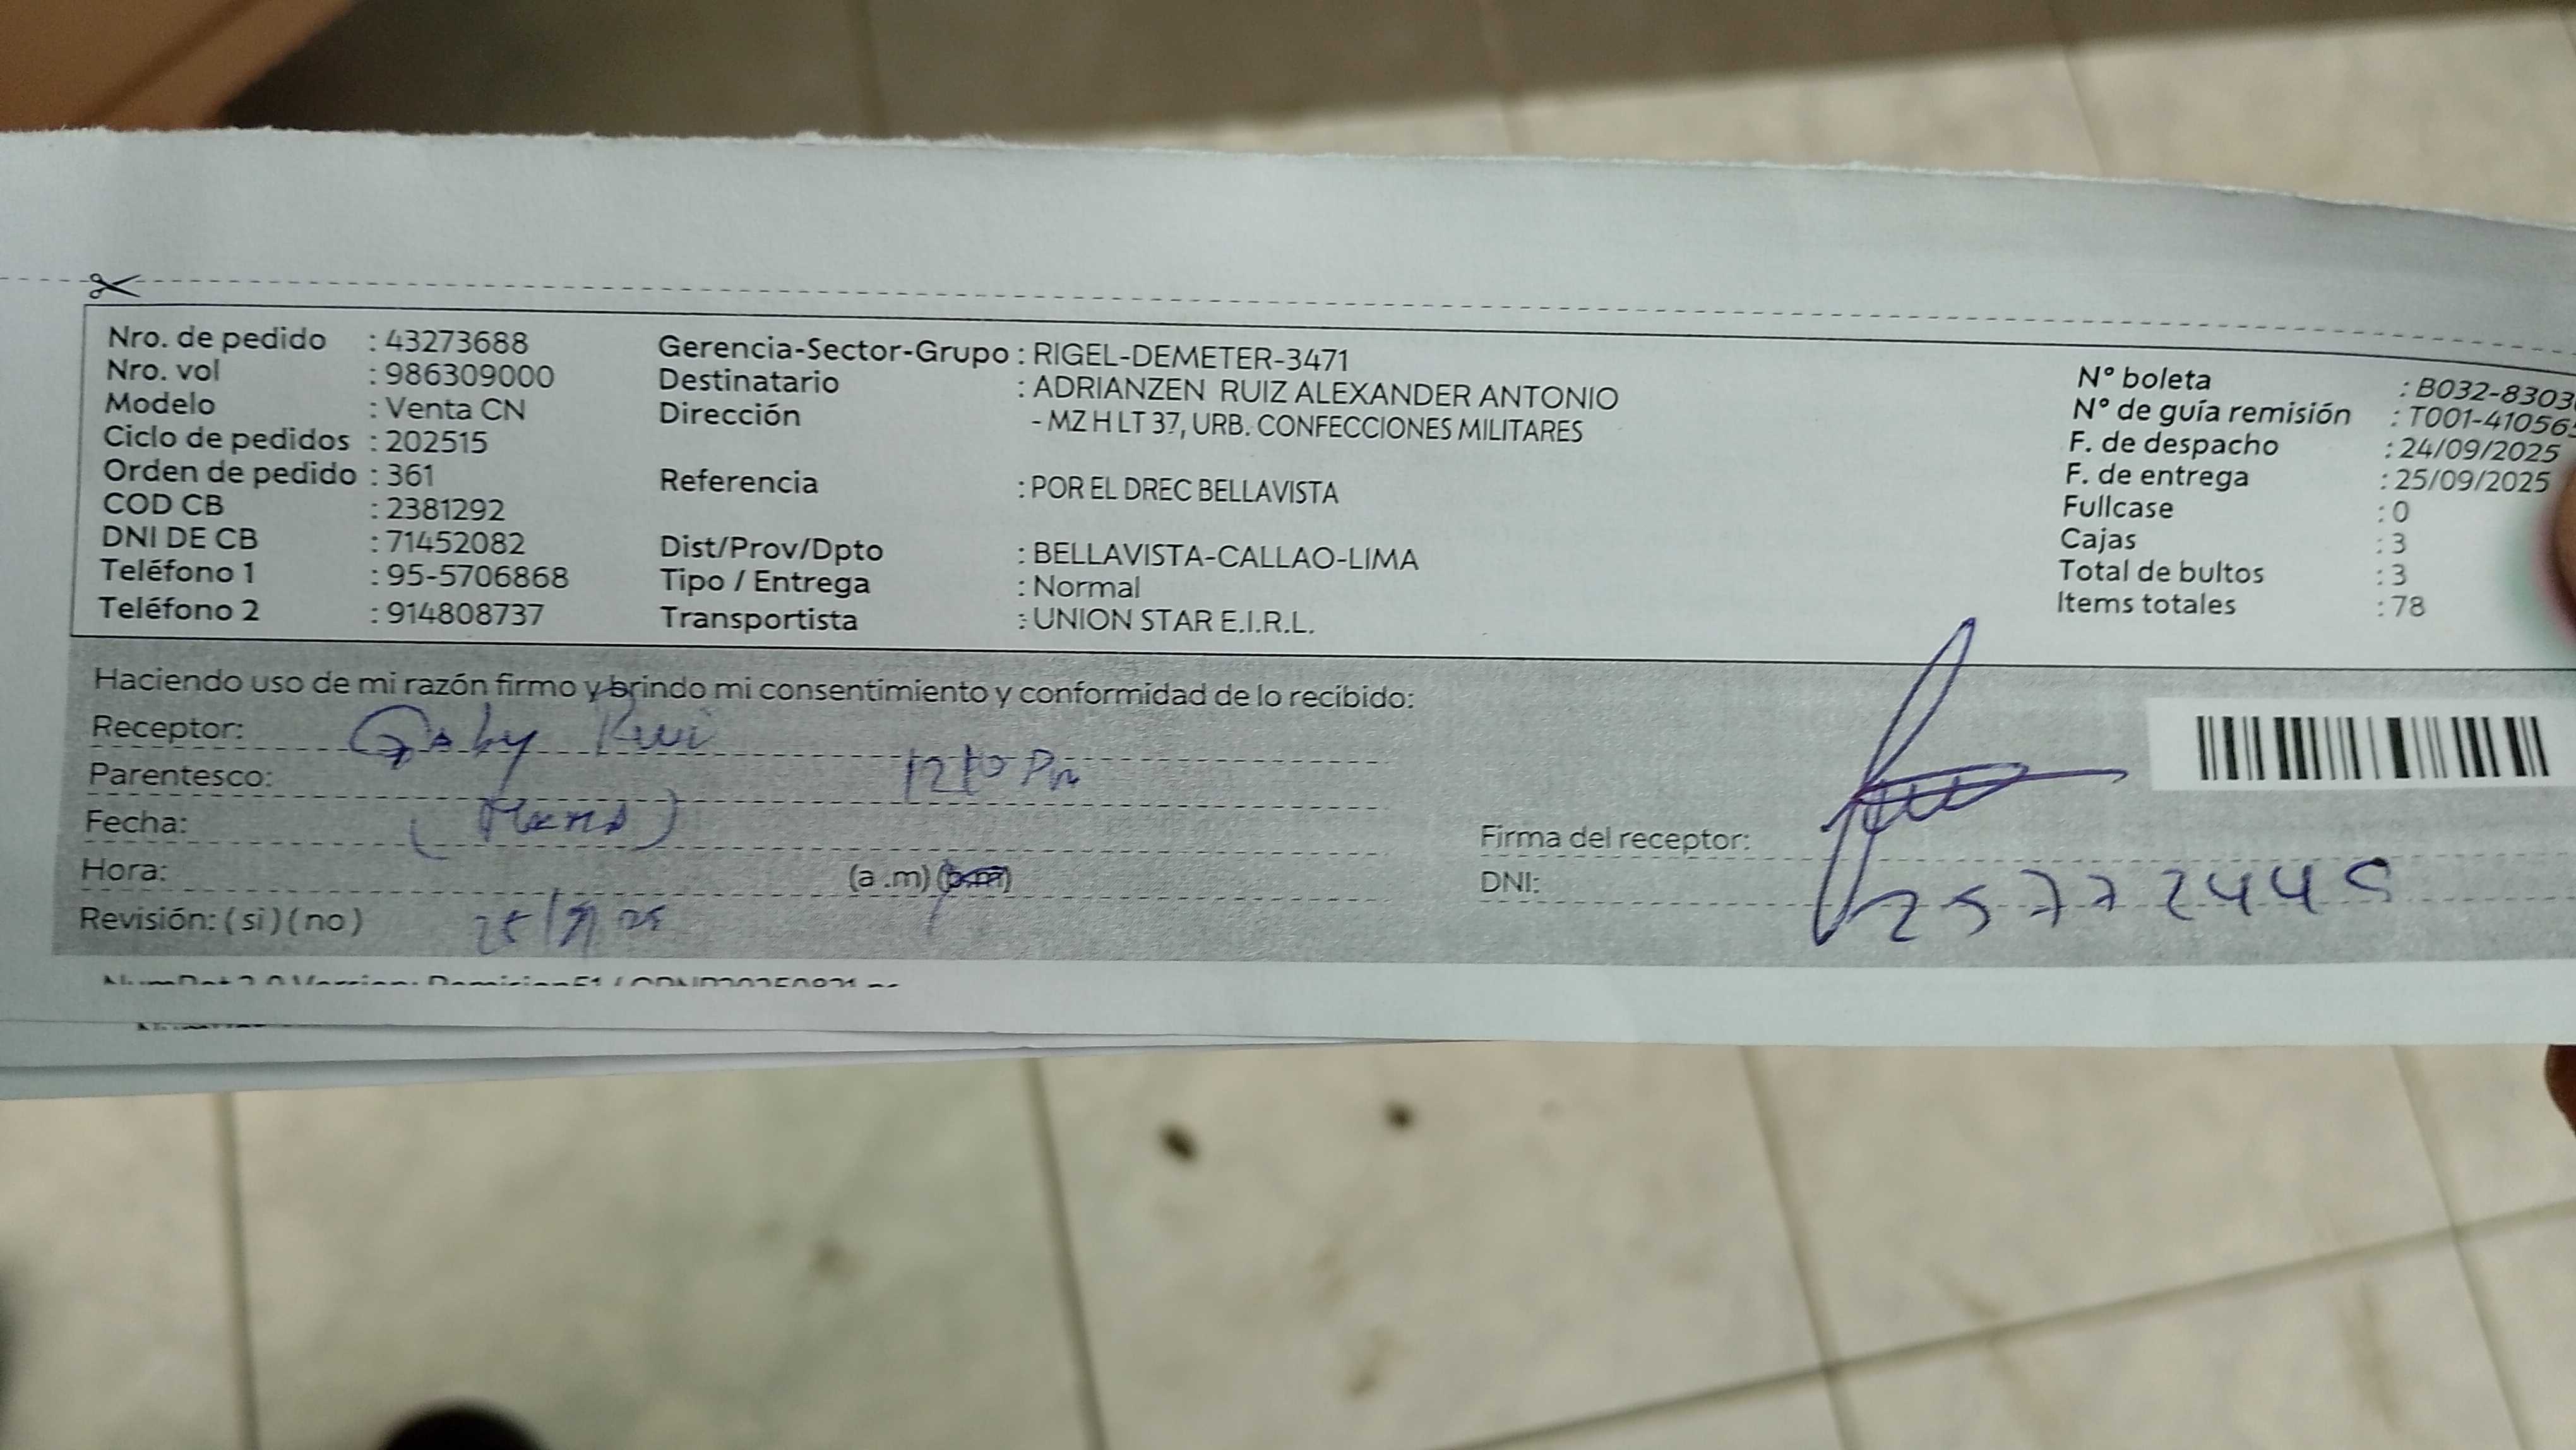 Nro. de pedido : 43273688
Nro. vol : 986309000
Modelo : Venta CN
Ciclo de pedidos : 202515
Orden de pedido : 361
COD CB : 2381292
DNI DE CB : 71452082
Teléfono 1 : 95-5706868
Teléfono 2 : 914808737
Gerencia-Sector-Grupo : RIGEL-DEMETER-3471
Destinatario : ADRIANZEN RUIZ ALEXANDER ANTONIO
Dirección - MZ H LT 37, URB. CONFECCIONES MILITARES
Referencia : POR EL DREC BELLAVISTA
Dist/Prov/Dpto : BELLAVISTA-CALLAO-LIMA
Tipo / Entrega : Normal
Transportista : UNION STAR E.I.R.L.
N° boleta : B032-8303
N° de guía remisión : T001-41056
F. de despacho : 24/09/2025
F. de entrega : 25/09/2025
Fullcase : 0
Cajas : 3
Total de bultos : 3
Items totales : 78
Haciendo uso de mi razón firmo y brindo mi consentimiento y conformidad de lo recibido:
Receptor: Gaby
Parentesco:
Fecha:
Hora: (a .m) (p.m)
Revisión: (si) (no)
Firma del receptor:
DNI: